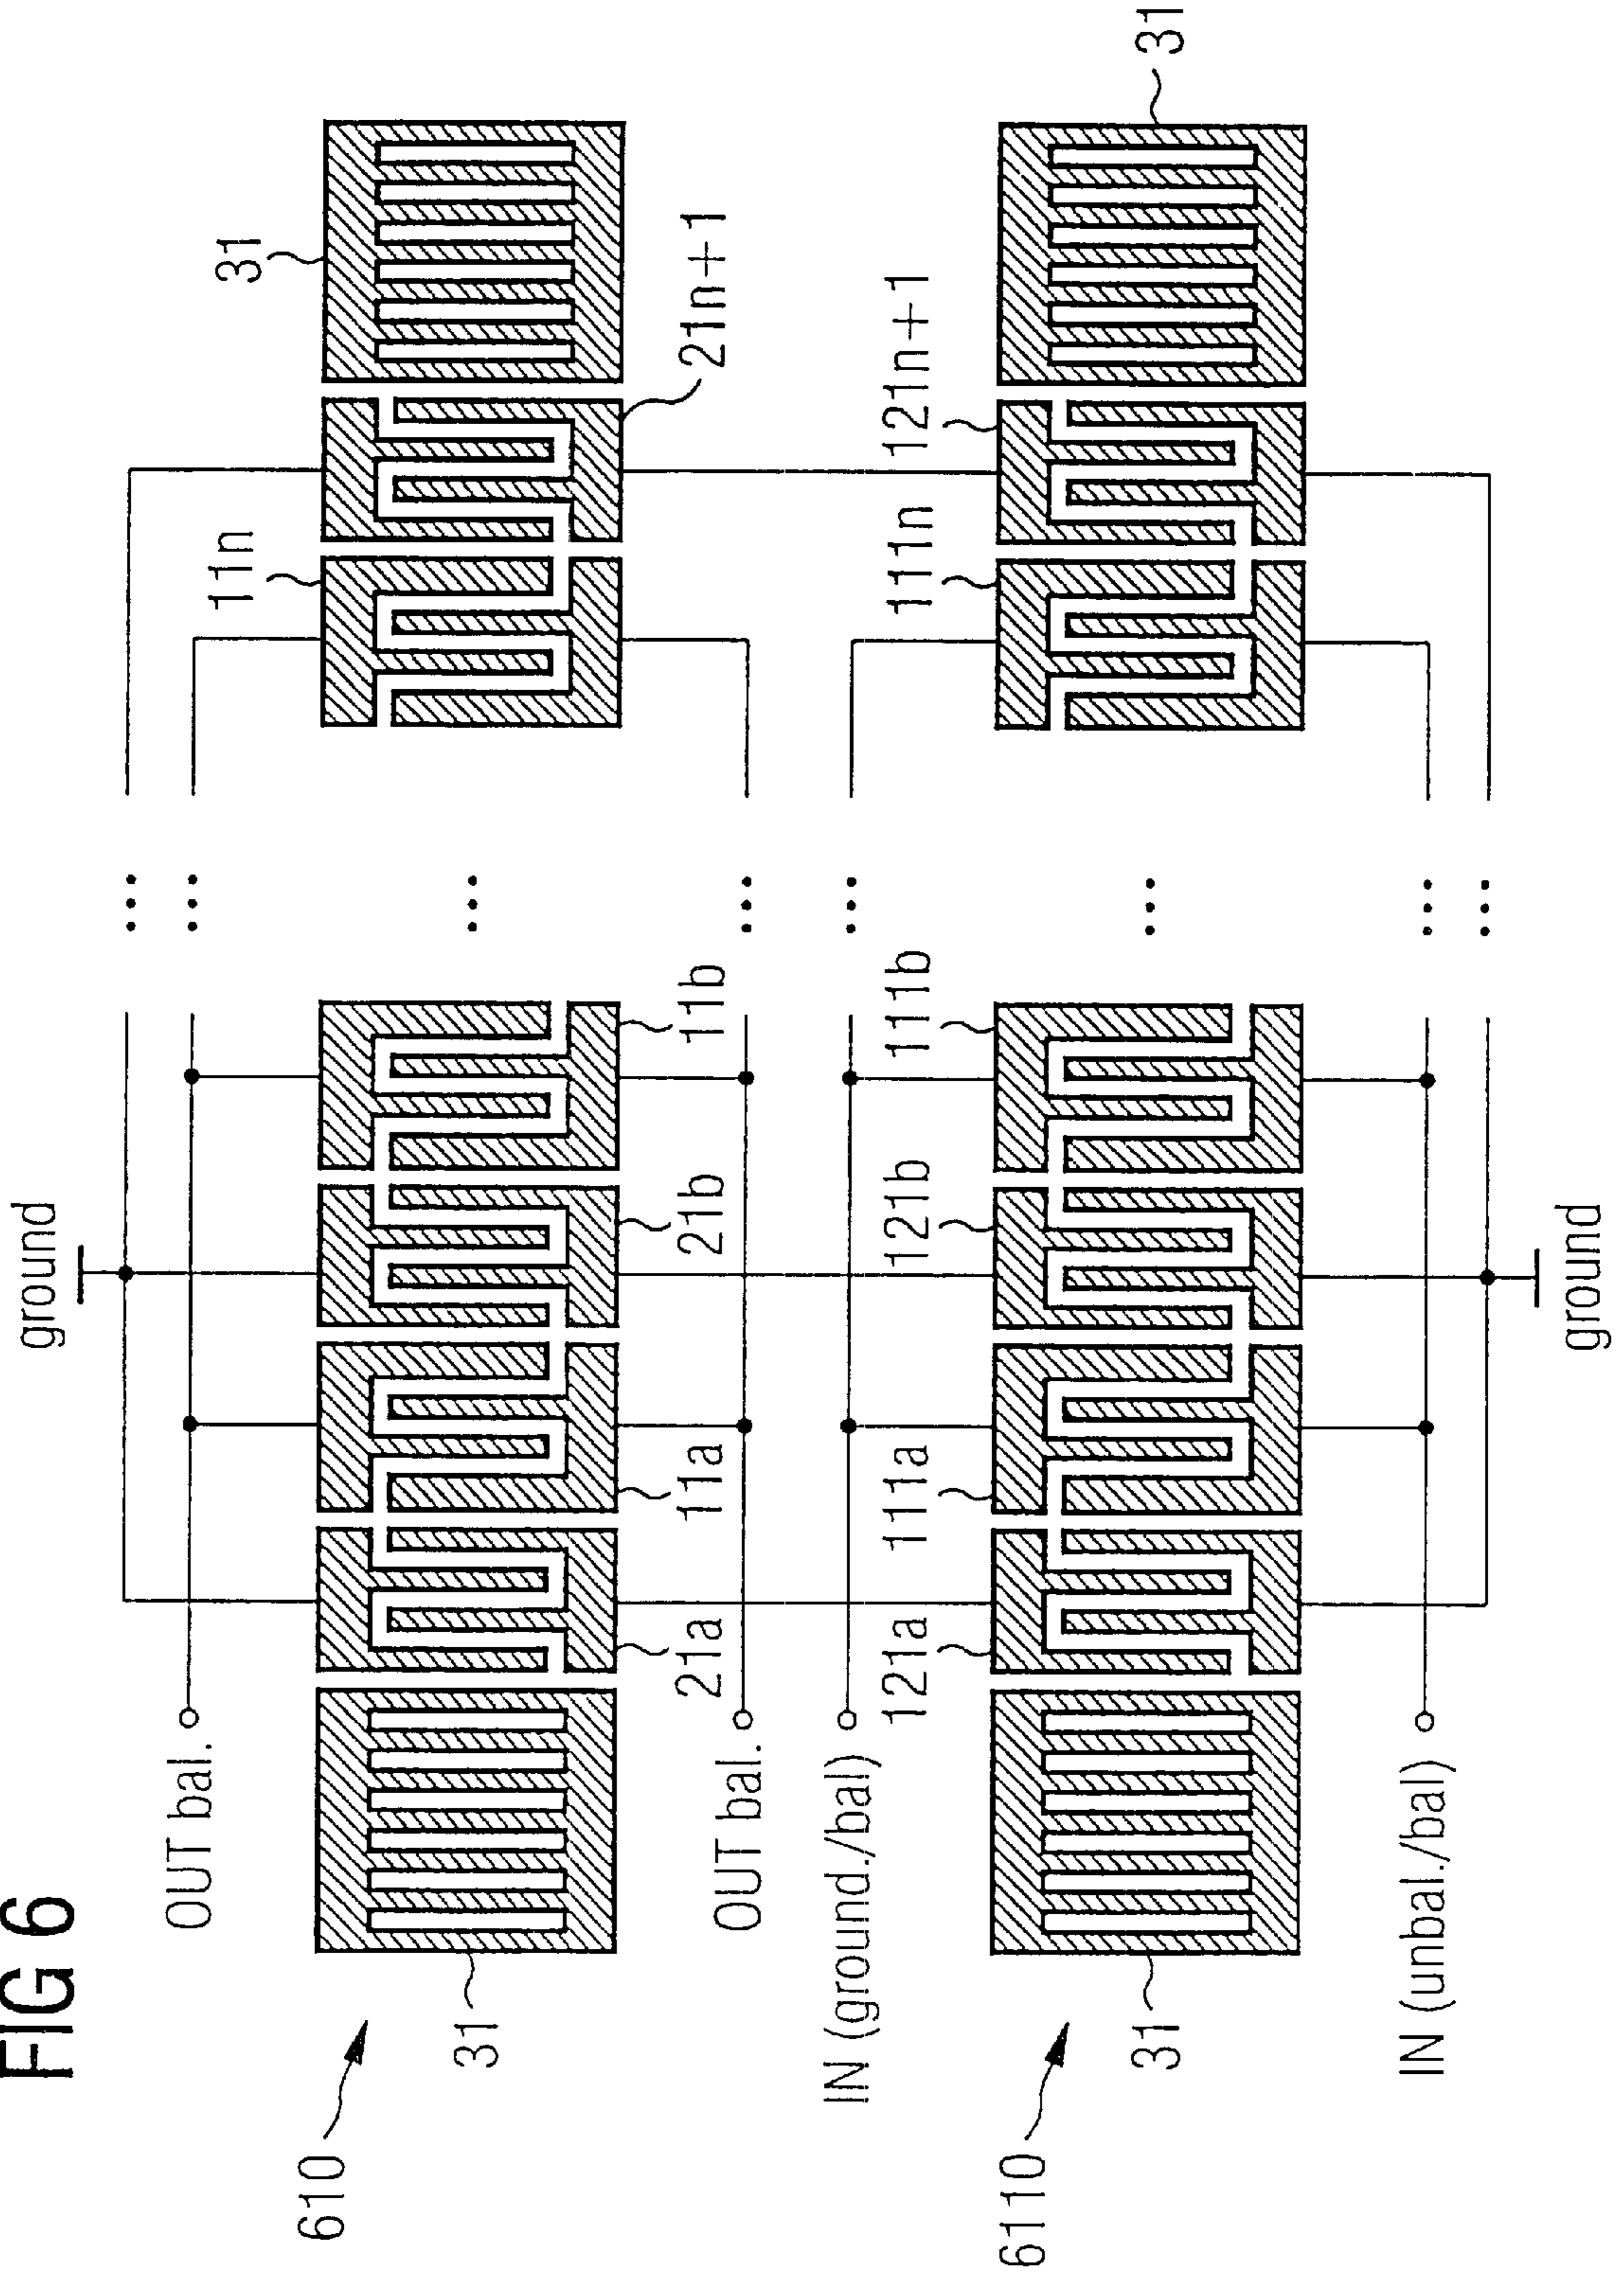 FIG 6
ground
OUT bal.
31
11n
610
31
21a
11a
21b
11b
21n+1
OUT bal.
IN (ground./bal)
121a
111a
121b
111b
111n
121n+1
31
6110
31
IN (unbal./bal)
ground